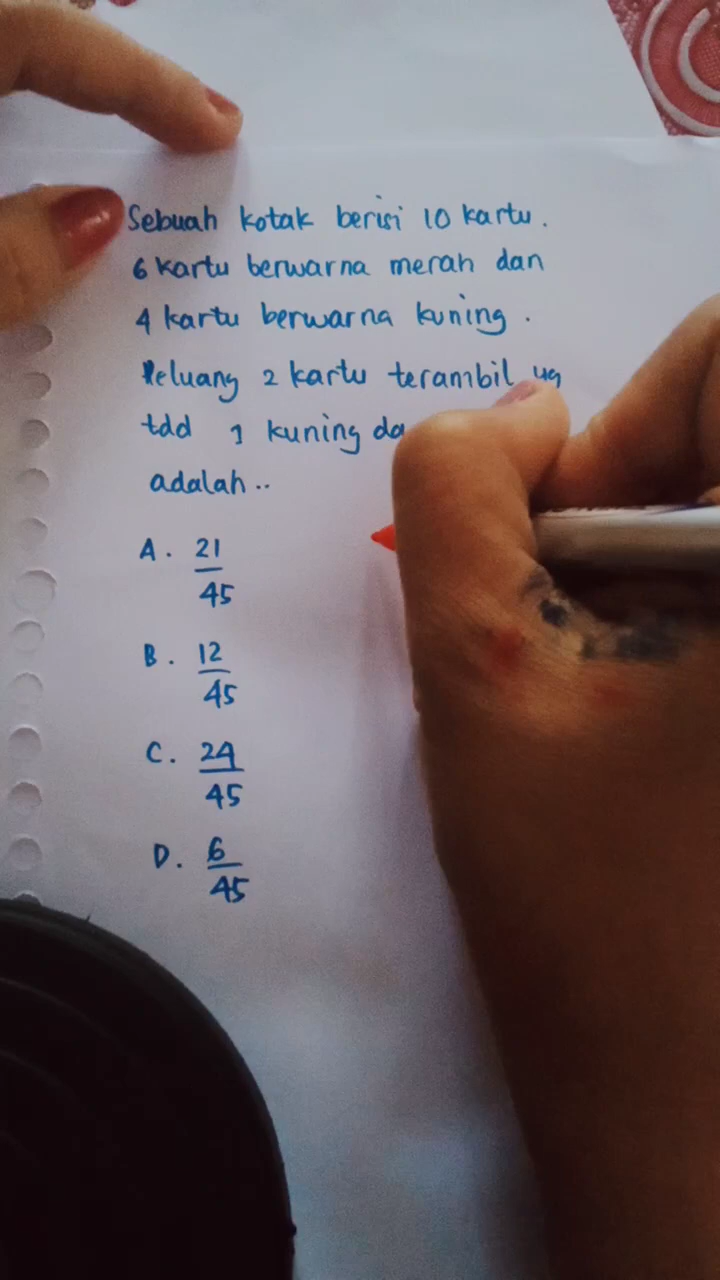 Sebuah kotak berisi 10 kartu.
6 kartu berwarna merah dan
4 kartu berwarna kuning.
Peluang 2 kartu terambil yg
tdd 1 kuning
adalah..
A. 21/45
B. 12/45
C. 24/45
D. 6/45